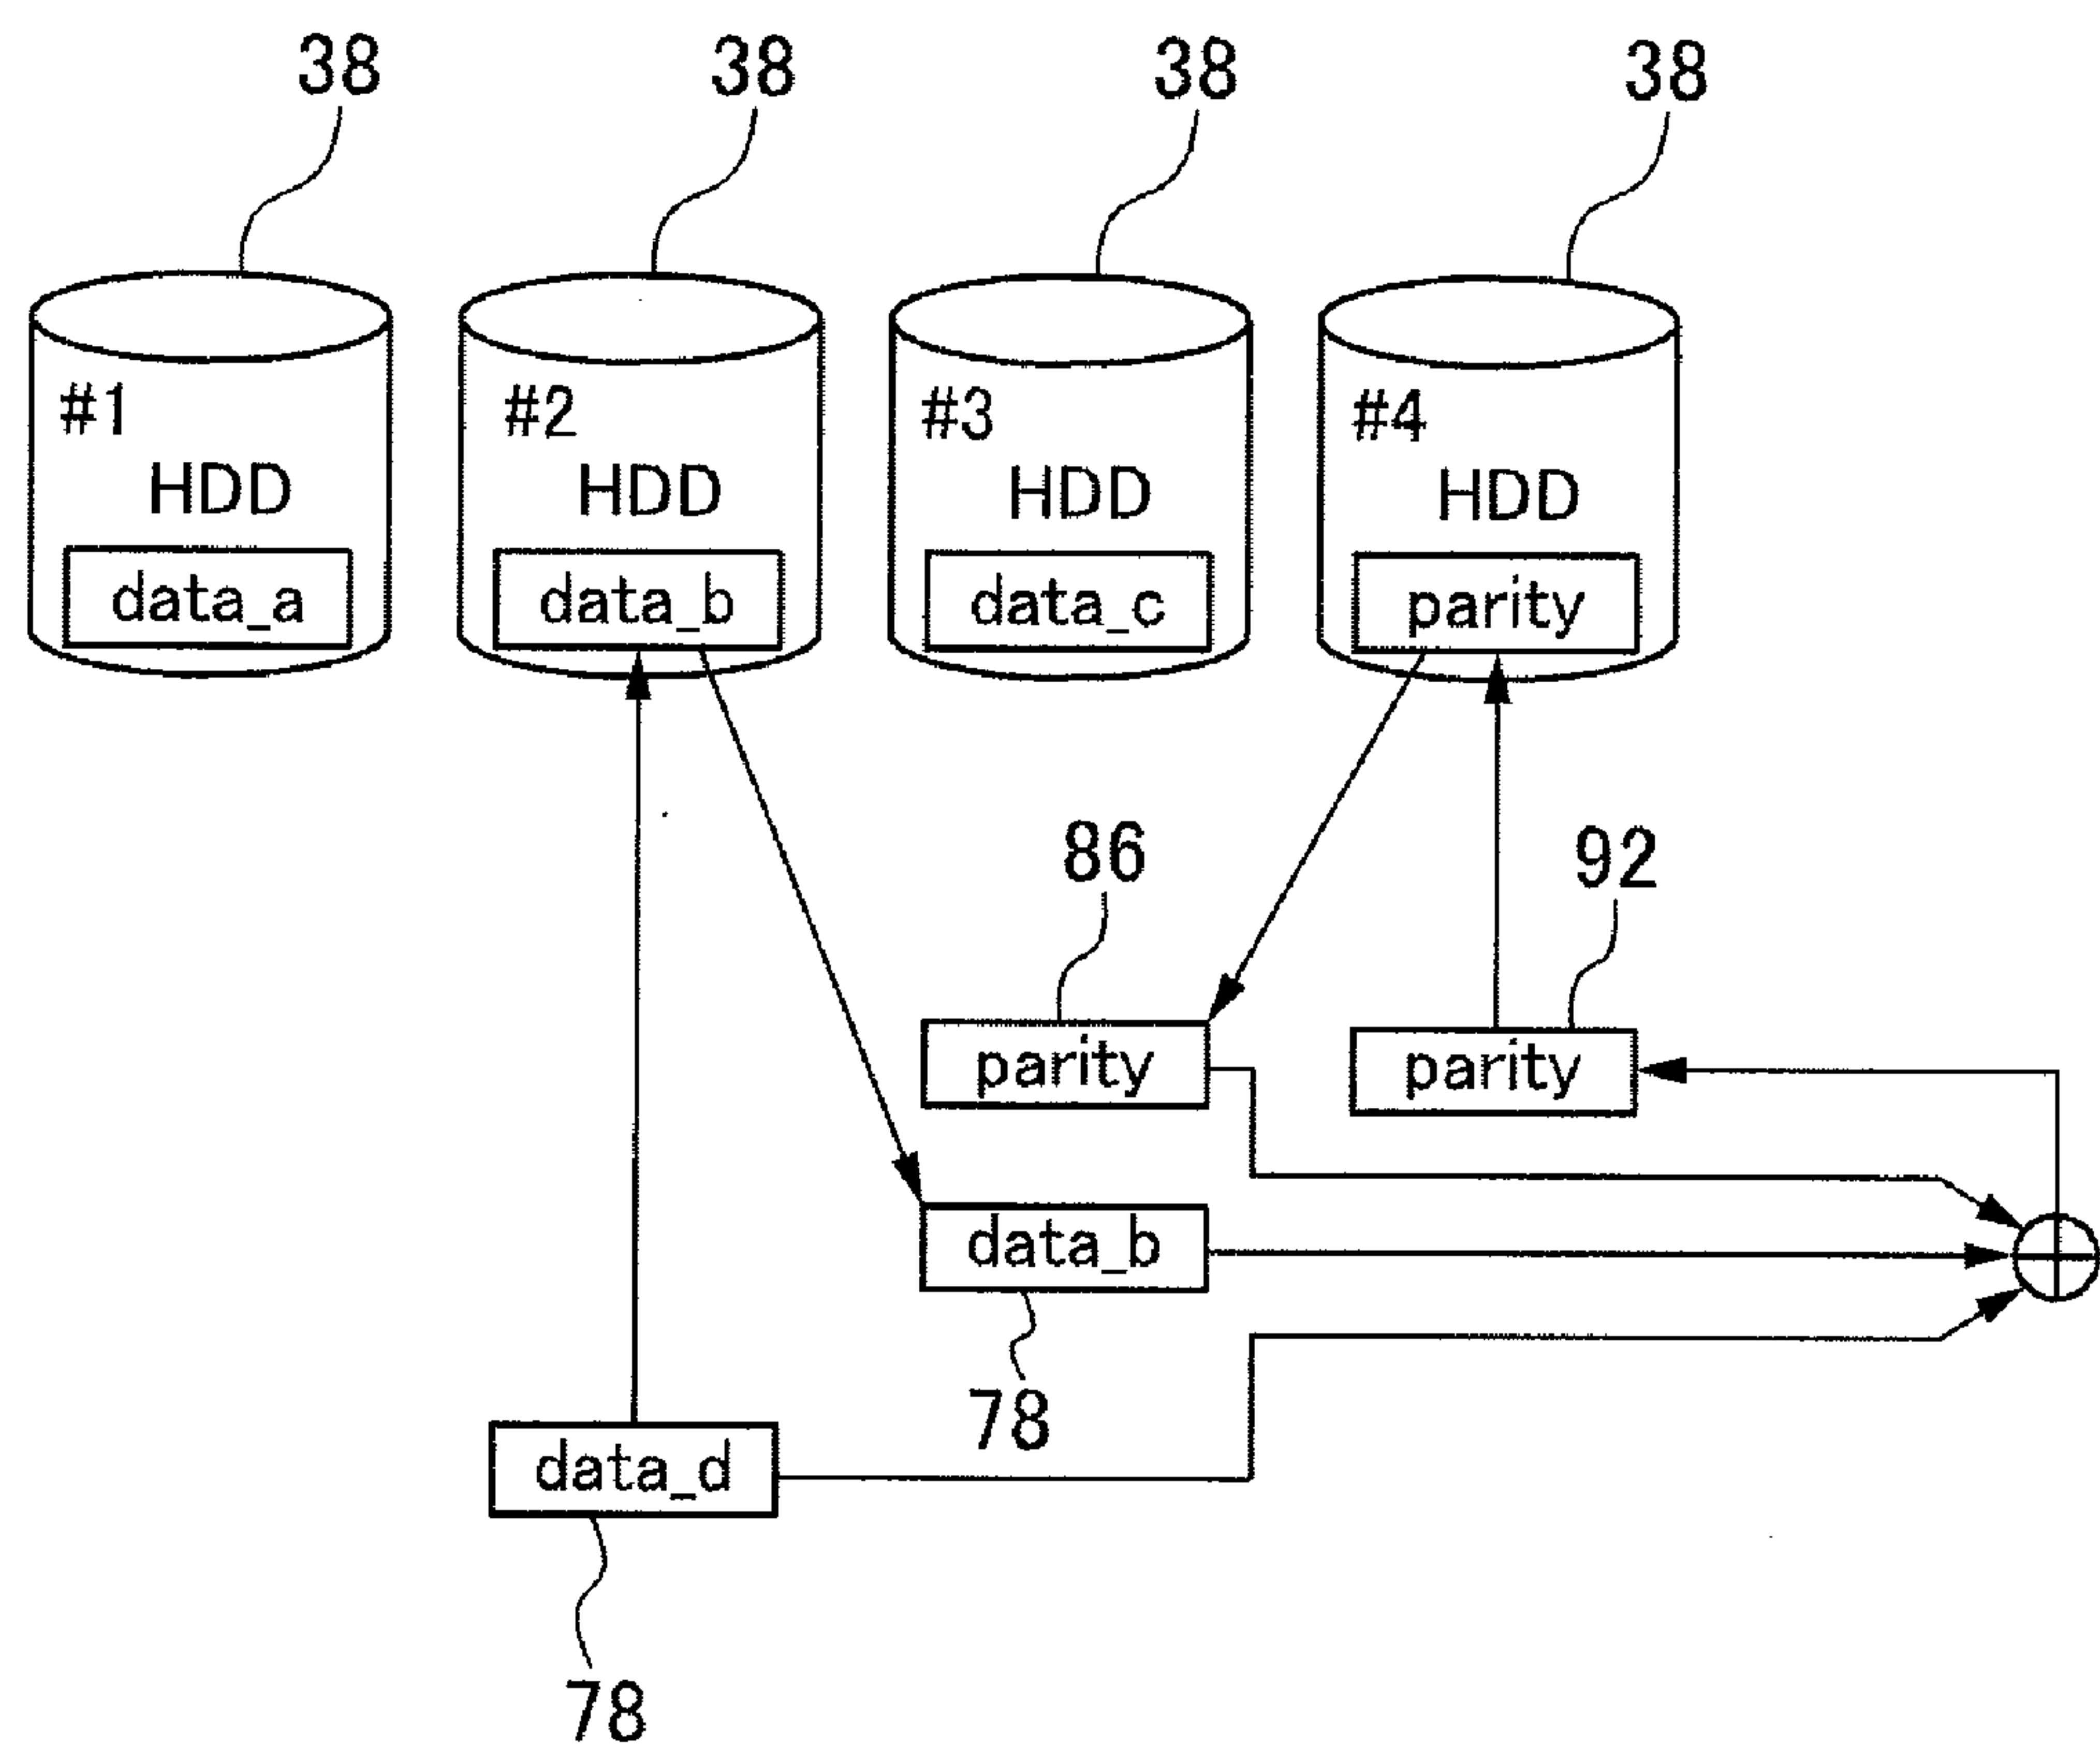 38 38 38 38
#1 #2 #3 #4
HDD HDD HDD HDD
data_a data_b data_c parity
86 92
parity parity
data_b
78
data_d
78